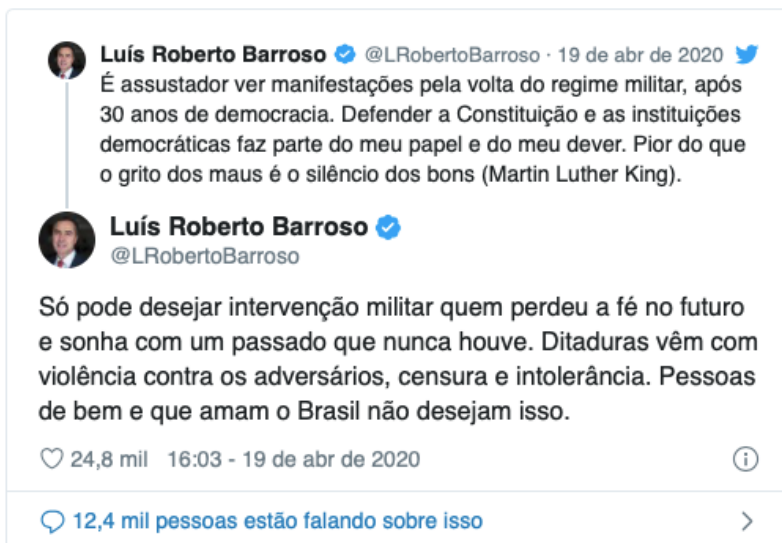 Luís Roberto Barroso @LRobertoBarroso · 19 de abr de 2020
É assustador ver manifestações pela volta do regime militar, após
30 anos de democracia. Defender a Constituição e as instituições
democráticas faz parte do meu papel e do meu dever. Pior do que
o grito dos maus é o silêncio dos bons (Martin Luther King).
Luís Roberto Barroso
@LRobertoBarroso
Só pode desejar intervenção militar quem perdeu a fé no futuro
e sonha com um passado que nunca houve. Ditaduras vêm com
violência contra os adversários, censura e intolerância. Pessoas
de bem e que amam o Brasil não desejam isso.
24,8 mil 16:03 - 19 de abr de 2020
12,4 mil pessoas estão falando sobre isso